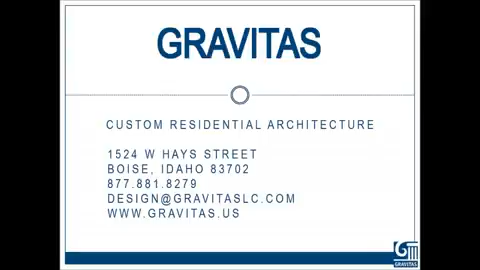 GRAVITAS
CUSTOM RESIDENTIAL ARCHITECTURE
1524 W HAYS STREET
BOISE, IDAHO 83702
877.881.8279
DESIGN@GRAVITASLC.COM
WWW.GRAVITAS.US
GRAVITAS